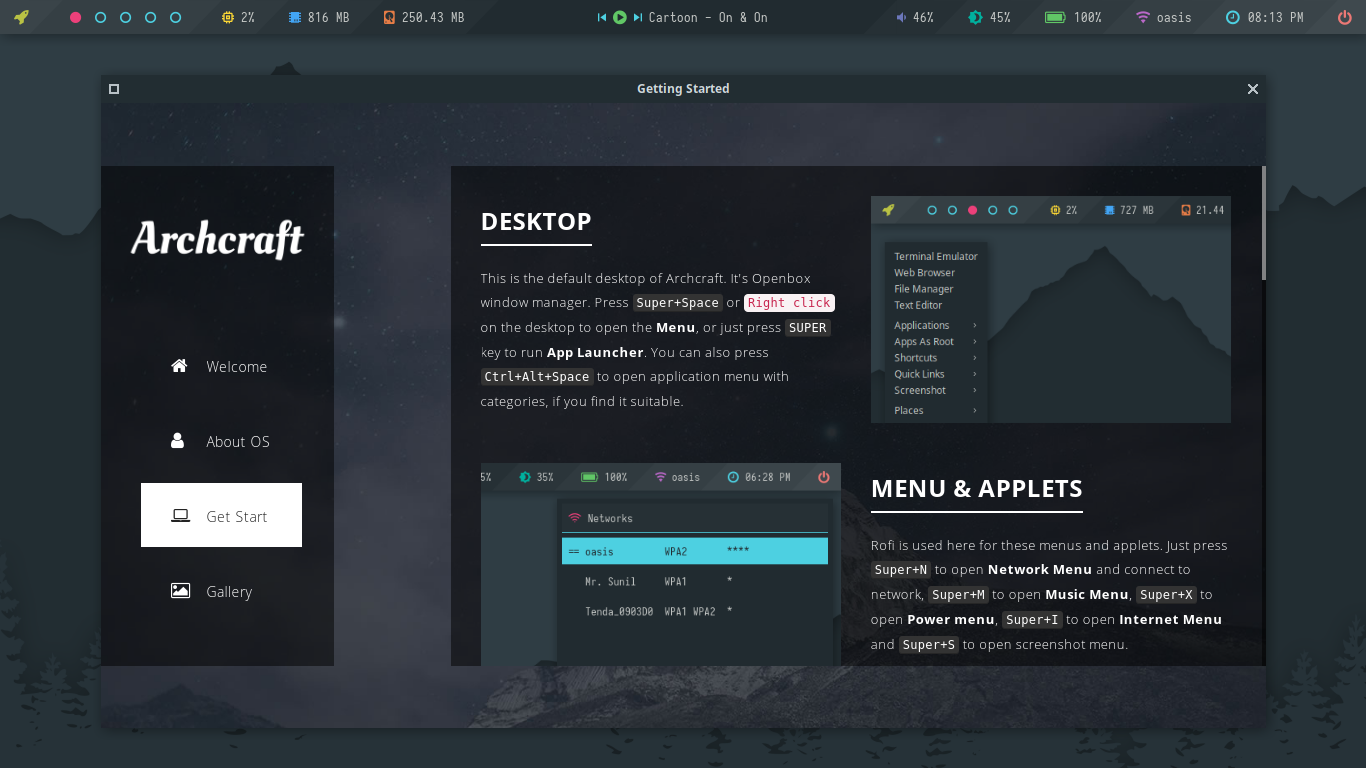 2% 816 MB 250.43 MB Cartoon - On & On 46% 45% 100% oasis 08:13 PM
Getting Started
Archcraft
Welcome
About OS
Get Start
Gallery
DESKTOP
This is the default desktop of Archcraft. It's Openbox
window manager. Press Super+Space or Right click
on the desktop to open the Menu, or just press SUPER
key to run App Launcher. You can also press
Ctrl+Alt+Space to open application menu with
categories, if you find it suitable.
2% 727 MB 21.44
Terminal Emulator
Web Browser
File Manager
Text Editor
Applications ›
Apps As Root ›
Shortcuts ›
Quick Links ›
Screenshot ›
Places ›
5% 35% 100% oasis 06:28 PM
Networks
== oasis WPA2 ****
Mr. Sunil WPA1 *
Tenda_0903D0 WPA1 WPA2 *
MENU & APPLETS
Rofi is used here for these menus and applets. Just press
Super+N to open Network Menu and connect to
network, Super+M to open Music Menu, Super+X to
open Power menu, Super+I to open Internet Menu
and Super+S to open screenshot menu.